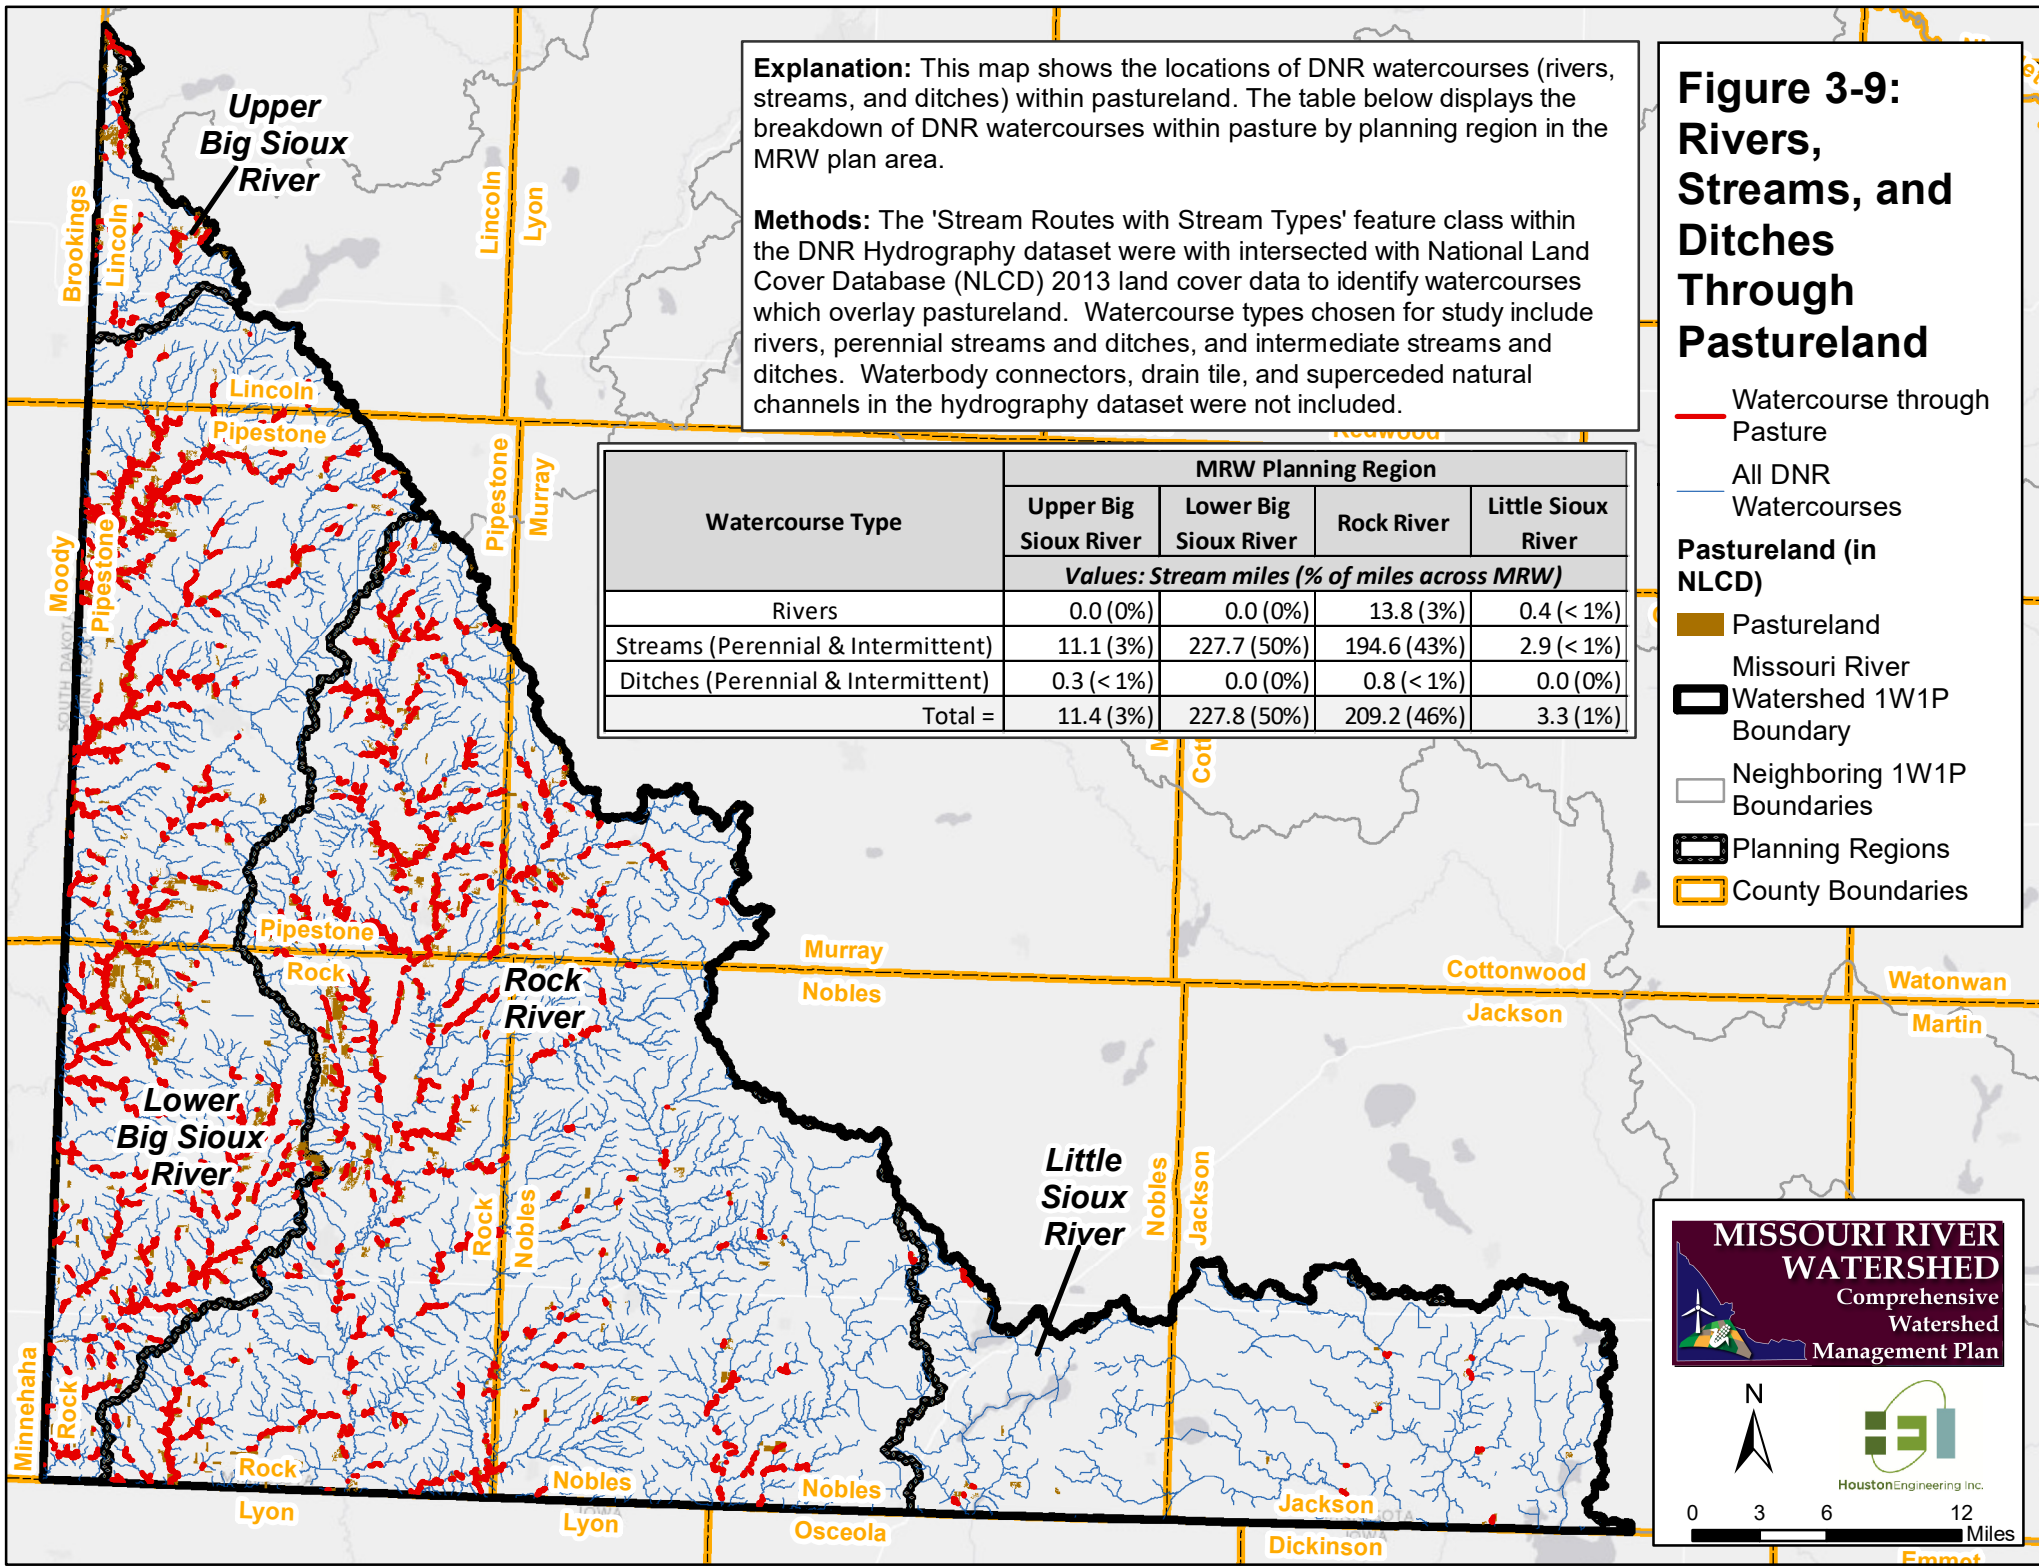 Explanation: This map shows the locations of DNR watercourses (rivers,
streams, and ditches) within pastureland. The table below displays the
breakdown of DNR watercourses within pasture by planning region in the
MRW plan area.
Methods: The 'Stream Routes with Stream Types' feature class within
the DNR Hydrography dataset were with intersected with National Land
Cover Database (NLCD) 2013 land cover data to identify watercourses
which overlay pastureland. Watercourse types chosen for study include
rivers, perennial streams and ditches, and intermediate streams and
ditches. Waterbody connectors, drain tile, and superceded natural
channels in the hydrography dataset were not included.
Figure 3-9:
Rivers,
Streams, and
Ditches
Through
Pastureland
Watercourse through
Pasture
All DNR
Watercourses
Pastureland (in
NLCD)
Pastureland
Missouri River
Watershed 1W1P
Boundary
Neighboring 1W1P
Boundaries
Planning Regions
County Boundaries
Watercourse Type
MRW Planning Region
Upper Big
Sioux River
Lower Big
Sioux River
Rock River
Little Sioux
River
Values: Stream miles (% of miles across MRW)
Rivers 0.0 (0%) 0.0 (0%) 13.8 (3%) 0.4 (< 1%)
Streams (Perennial & Intermittent) 11.1 (3%) 227.7 (50%) 194.6 (43%) 2.9 (< 1%)
Ditches (Perennial & Intermittent) 0.3 (< 1%) 0.0 (0%) 0.8 (< 1%) 0.0 (0%)
Total = 11.4 (3%) 227.8 (50%) 209.2 (46%) 3.3 (1%)
Upper
Big Sioux
River
Brookings
Lincoln
Lincoln
Lyon
Lincoln
Pipestone
Redwood
Pipestone
Murray
Moody
Pipestone
SOUTH DAKOTA
Pipestone
Rock
Rock
River
Murray
Nobles
Cottonwood
Jackson
Watonwan
Martin
Lower
Big Sioux
River
Rock
Nobles
Little
Sioux
River
Nobles
Jackson
Minnehaha
Rock
Rock
Lyon
Nobles
Lyon
IOWA
Nobles
Osceola
Jackson
IOWA
Dickinson
Emmet
MISSOURI RIVER
WATERSHED
Comprehensive
Watershed
Management Plan
N
HoustonEngineering Inc.
0 3 6 12
Miles